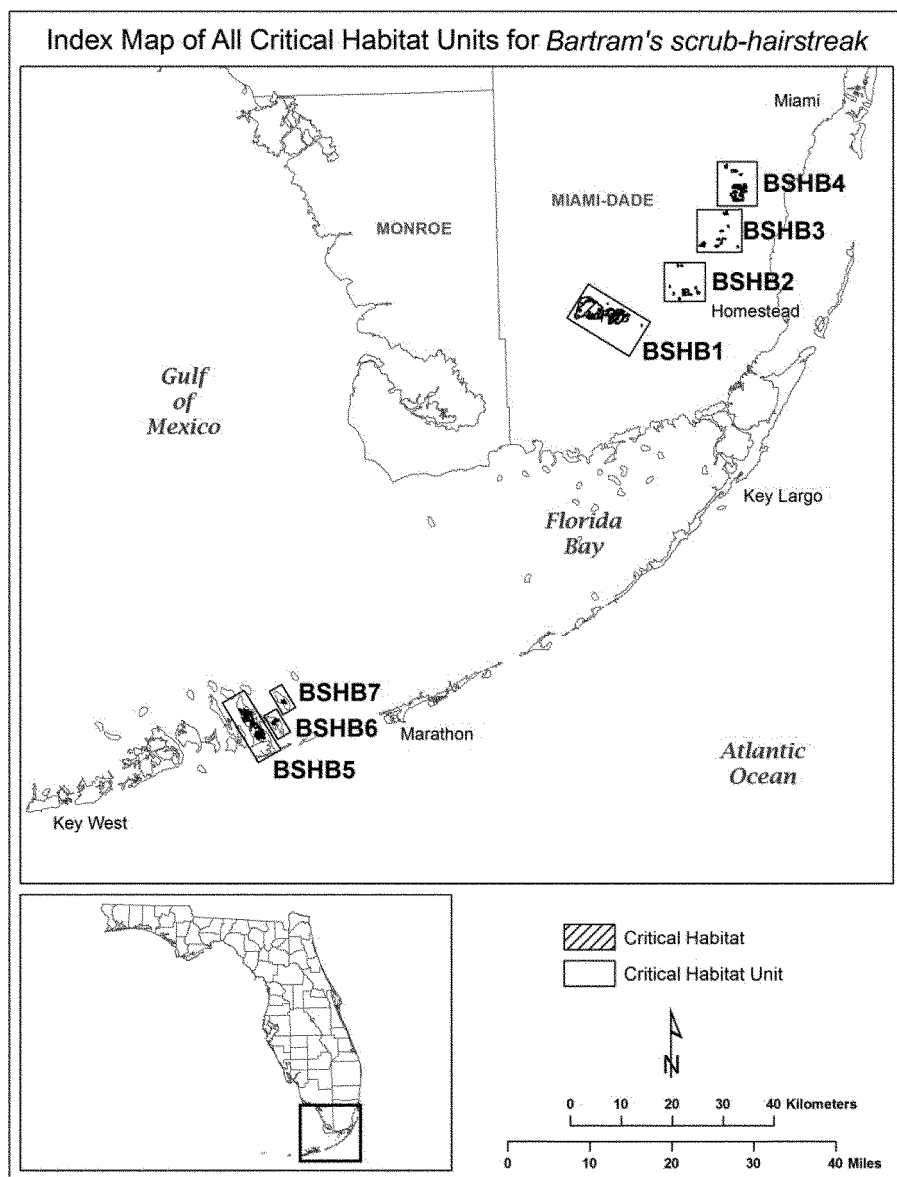 Index Map of All Critical Habitat Units for Bartram's scrub-hairstreak
Miami
BSHB4
MIAMI-DADE
MONROE
BSHB3
BSHB2
Homestead
BSHB1
Gulf
of
Mexico
Key Largo
Florida
Bay
BSHB7
BSHB6
Marathon
BSHB5
Atlantic
Ocean
Key West
Critical Habitat
Critical Habitat Unit
N
0 10 20 30 40 Kilometers
0 10 20 30 40 Miles